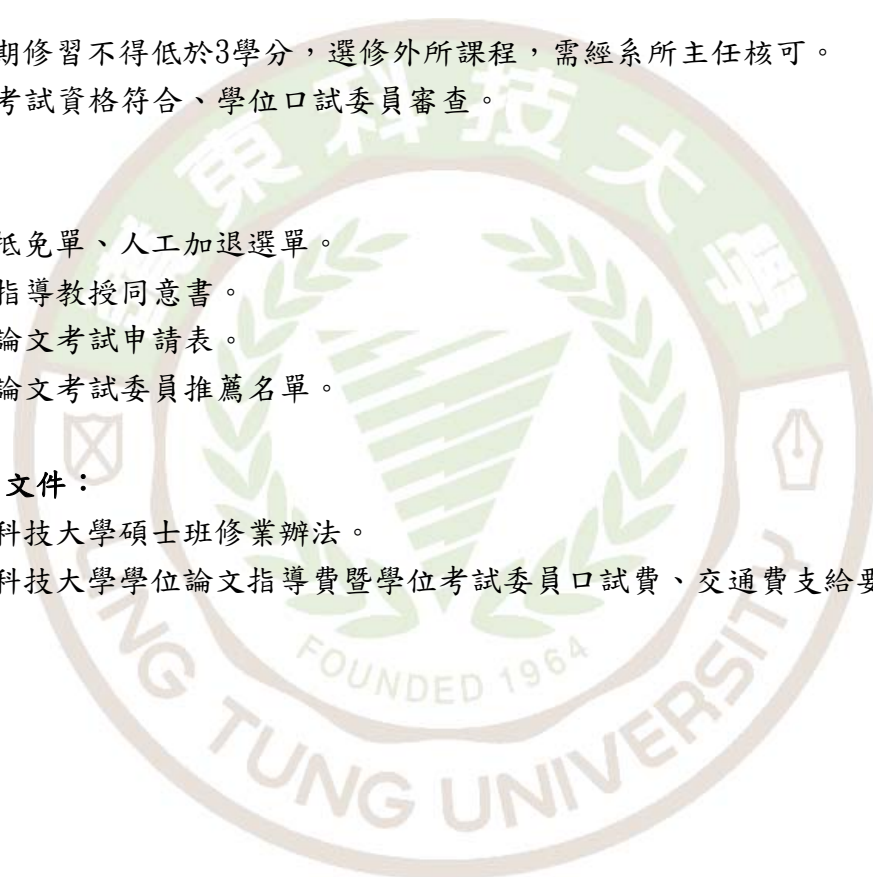 期修習不得低於3學分，選修外所課程，需經系所主任核可。
考試資格符合、學位口試委員審查。
抵免單、人工加退選單。
指導教授同意書。
論文考試申請表。
論文考試委員推薦名單。
文件：
科技大學碩士班修業辦法。
科技大學學位論文指導費暨學位考試委員口試費、交通費支給要
東科技大學
FOUNDED 1964
UNG TUNG UNIVERSITY